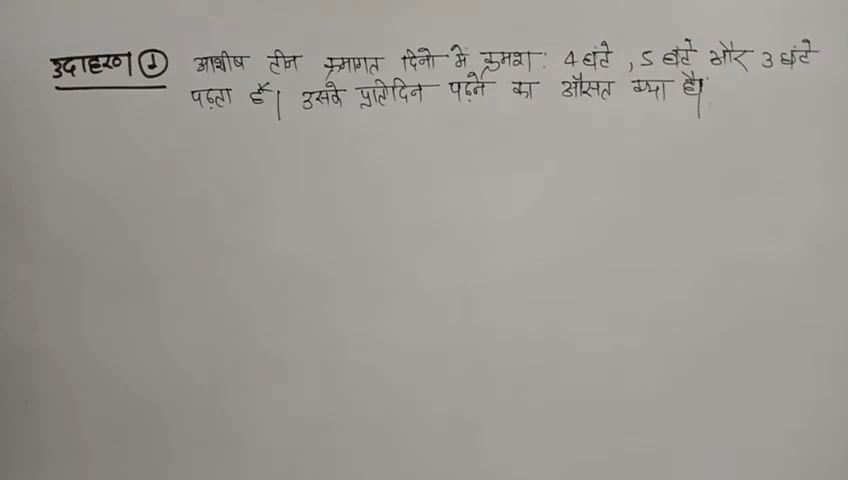 उदाहरण ① आशीष तीन क्रमागत दिनो में क्रमश: 4 घंटे , 5 घंटे और 3 घंटे
पढ़ता है। उसके प्रतिदिन पढ़ने का औसत क्या है।